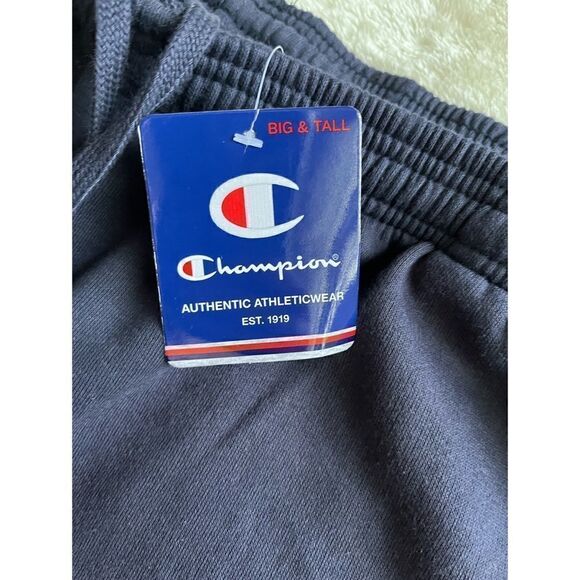 BIG & TALL
Champion®
AUTHENTIC ATHLETICWEAR
EST. 1919